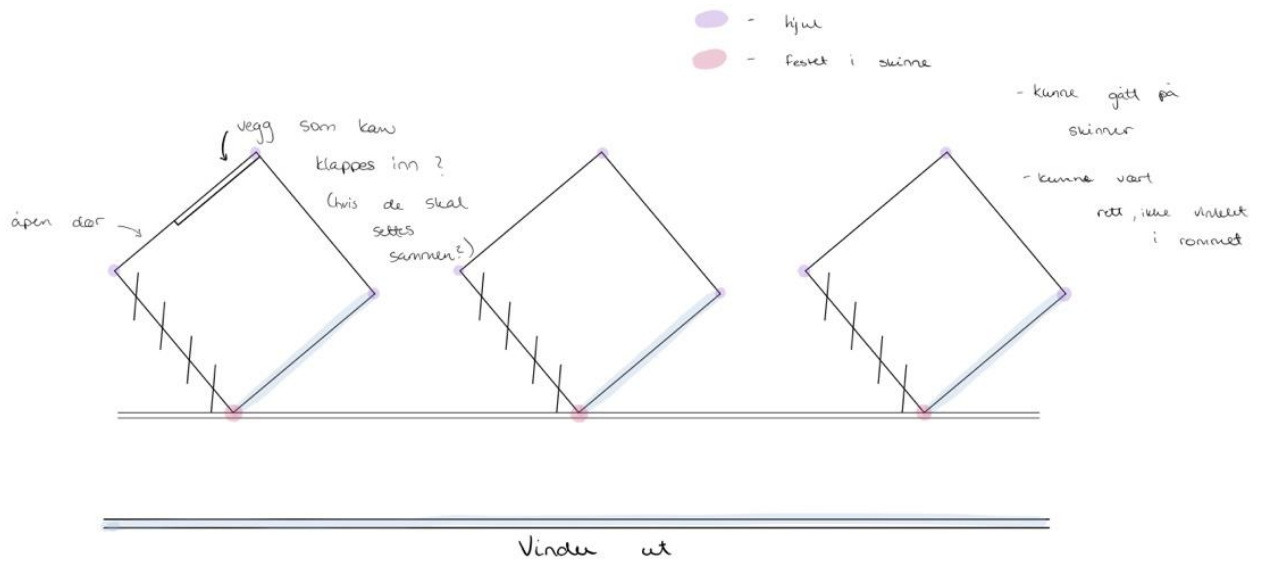 - hjul
- festet i skinne
- kunne gått på
skinner
- kunne vært
rett, ikke vinklet
i rommet
vegg som kan
klappes inn ?
(hvis de skal
settes
sammen?)
åpen dør
Vindu ut